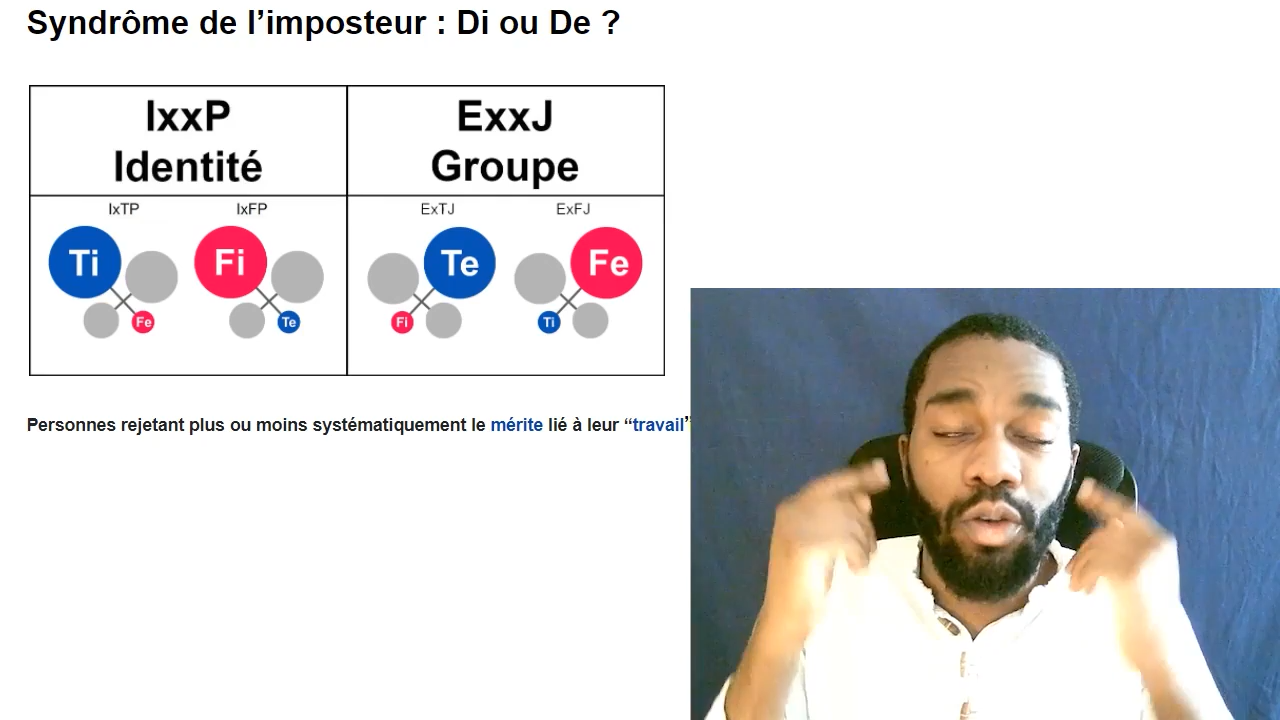 Syndrôme de l’imposteur : Di ou De ?
IxxP ExxJ
Identité Groupe
IxTP IxFP ExTJ ExFJ
Ti Fi Te Fe
Fe Te Fi Ti
Personnes rejetant plus ou moins systématiquement le mérite lié à leur “travail”